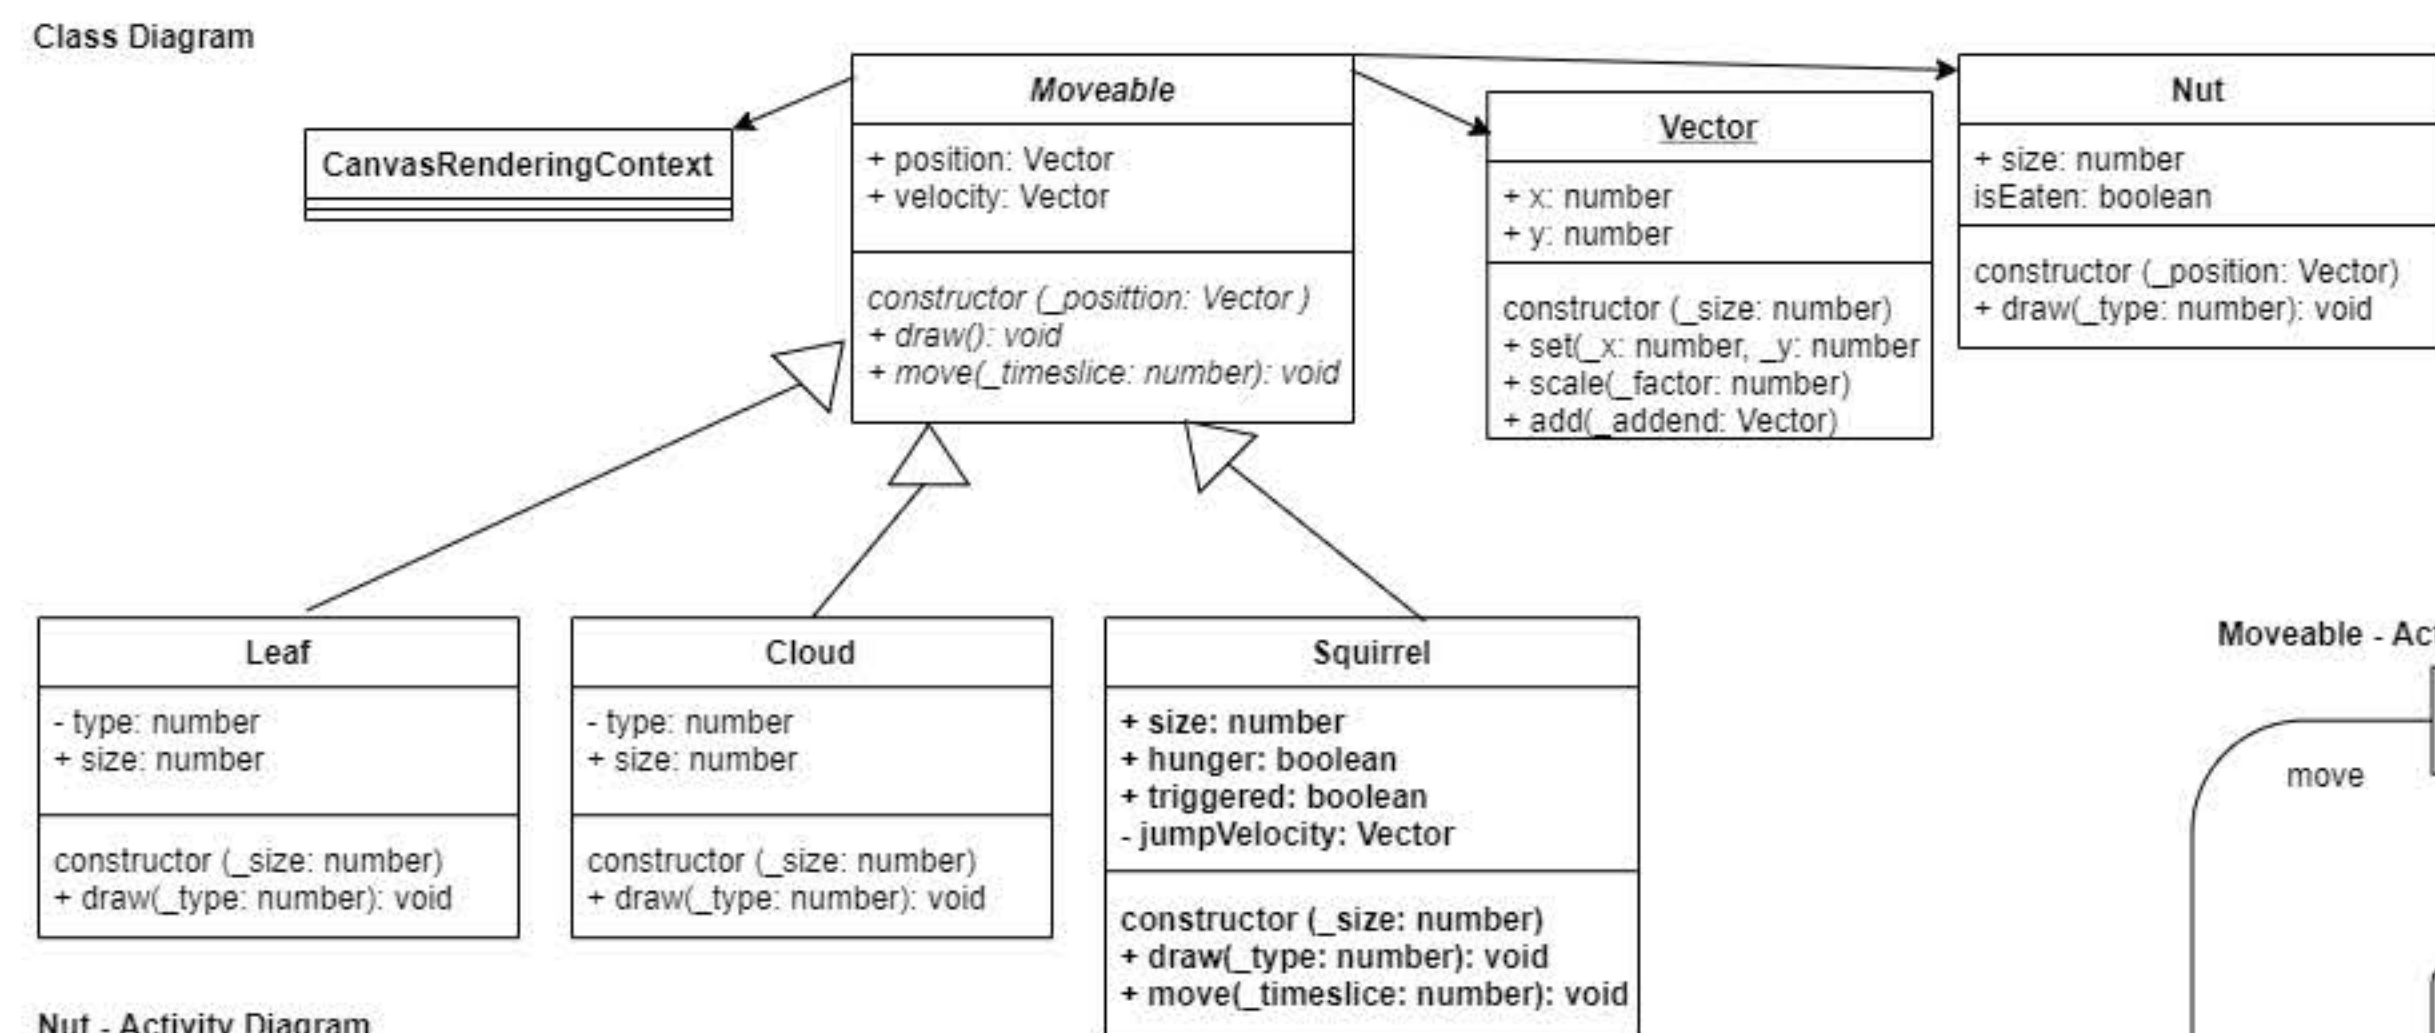 Class Diagram
CanvasRenderingContext
Moveable
+ position: Vector
+ velocity: Vector
constructor (_posittion: Vector )
+ draw(): void
+ move(_timeslice: number): void
Vector
+ x: number
+ y: number
constructor (_size: number)
+ set(_x: number, _y: number
+ scale(_factor: number)
+ add(_addend: Vector)
Nut
+ size: number
isEaten: boolean
constructor (_position: Vector)
+ draw(_type: number): void
Leaf
- type: number
+ size: number
constructor (_size: number)
+ draw(_type: number): void
Cloud
- type: number
+ size: number
constructor (_size: number)
+ draw(_type: number): void
Squirrel
+ size: number
+ hunger: boolean
+ triggered: boolean
- jumpVelocity: Vector
constructor (_size: number)
+ draw(_type: number): void
+ move(_timeslice: number): void
Moveable -
move
Nut - Activity Diagram